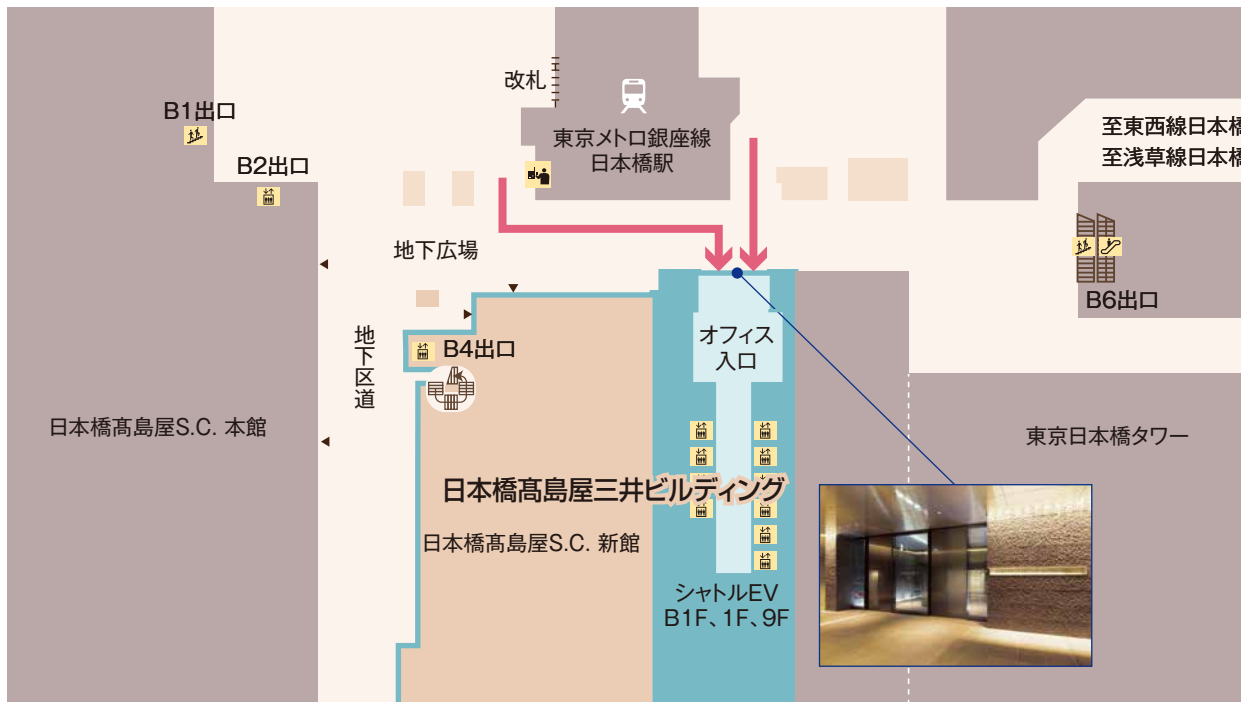 改札
B1出口
東京メトロ銀座線
日本橋駅
至東西線日本橋
至浅草線日本橋
B2出口
地下広場
B6出口
オフィス
入口
B4出口
地下区道
日本橋髙島屋S.C. 本館
東京日本橋タワー
日本橋髙島屋三井ビルディング
日本橋髙島屋S.C. 新館
シャトルEV
B1F、1F、9F